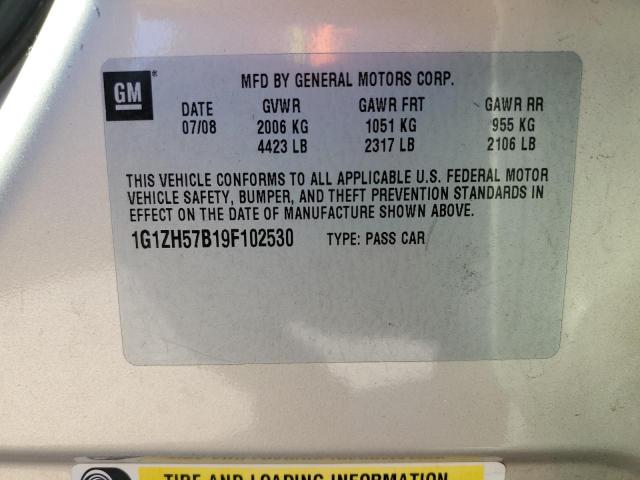 GM ®
MFD BY GENERAL MOTORS CORP.
DATE GVWR GAWR FRT GAWR RR
07/08 2006 KG 1051 KG 955 KG
4423 LB 2317 LB 2106 LB
THIS VEHICLE CONFORMS TO ALL APPLICABLE U.S. FEDERAL MOTOR
VEHICLE SAFETY, BUMPER, AND THEFT PREVENTION STANDARDS IN
EFFECT ON THE DATE OF MANUFACTURE SHOWN ABOVE.
1G1ZH57B19F102530 TYPE: PASS CAR
TIRE AND LOADING INFORMATION